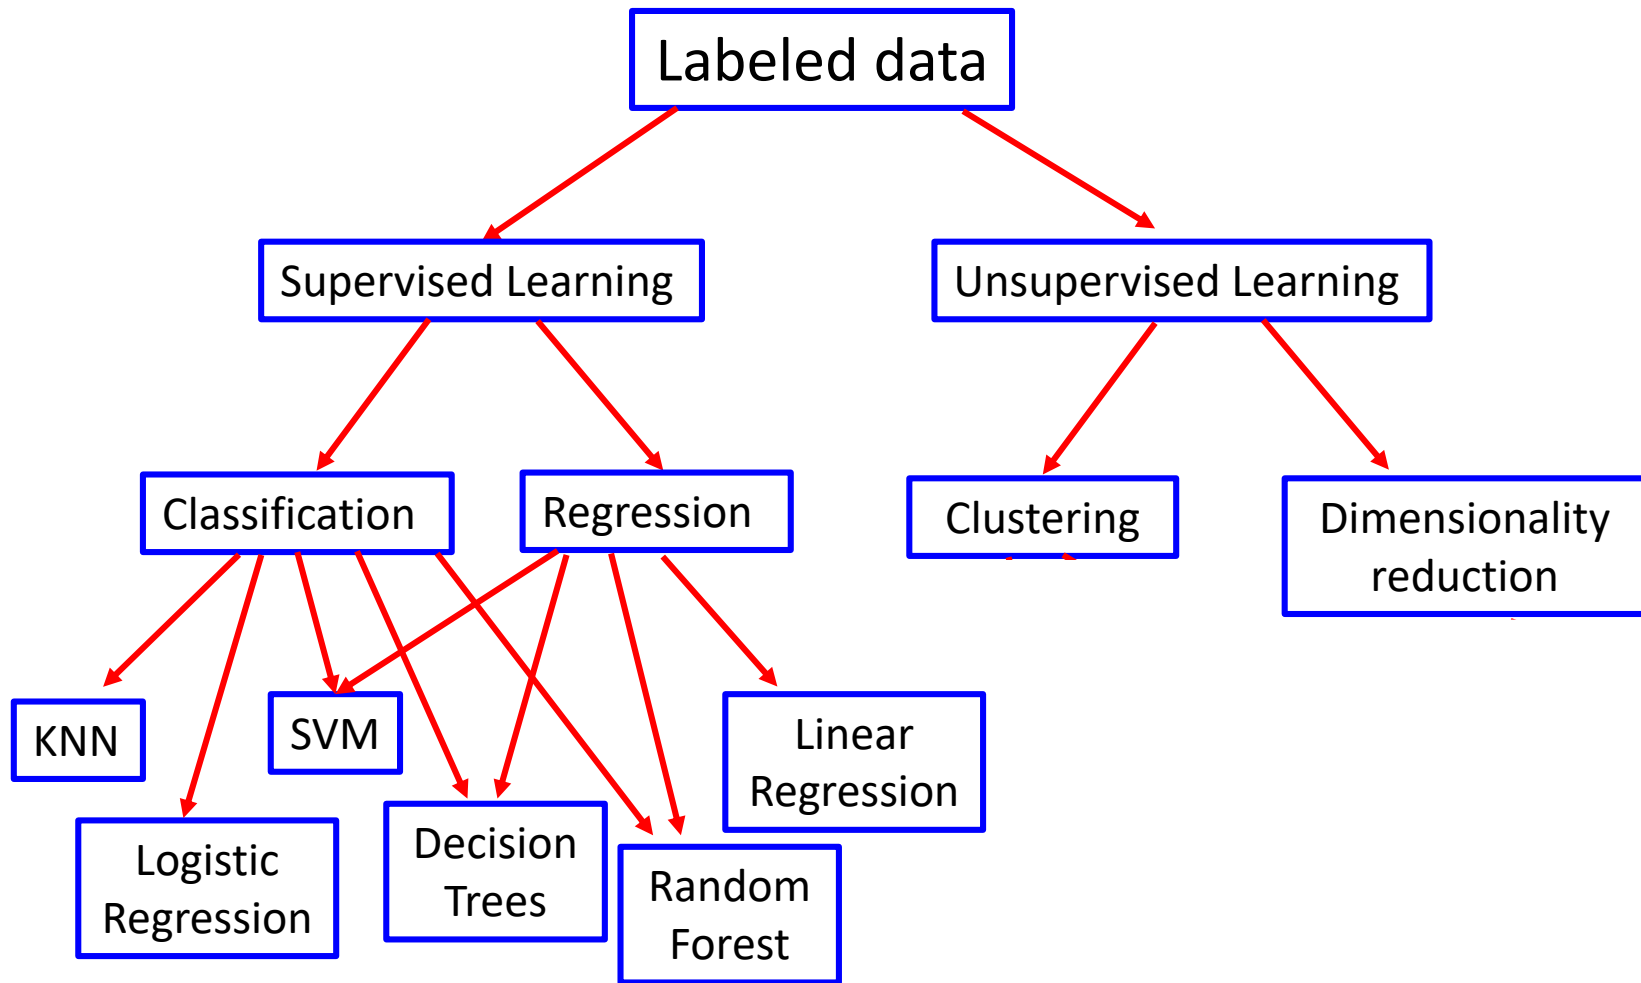 Labeled data
Supervised Learning
Unsupervised Learning
Classification
Regression
Clustering
Dimensionality
reduction
KNN
SVM
Linear
Regression
Logistic
Regression
Decision
Trees
Random
Forest